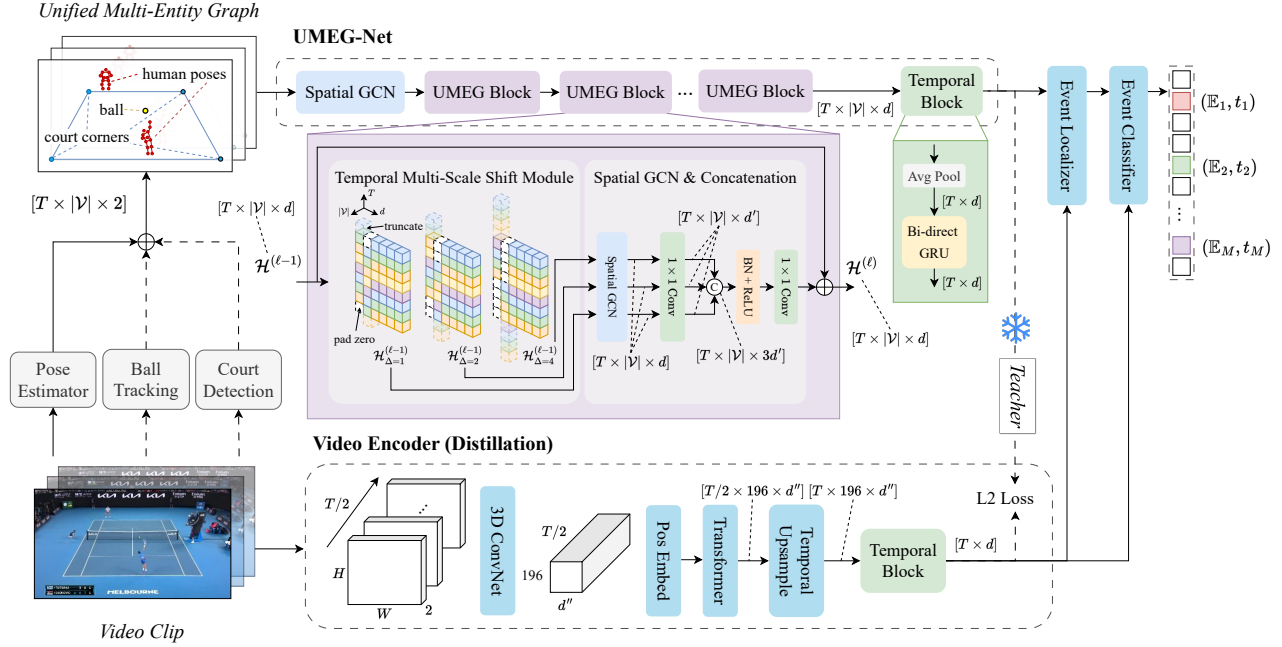 Unified Multi-Entity Graph
human poses
ball
court corners
[T × |V| × 2]
Pose
Estimator
Ball
Tracking
Court
Detection
MELBOURNE
Video Clip
UMEG-Net
Spatial GCN
UMEG Block
UMEG Block
...
UMEG Block
[T × |𝒱| × d]
Temporal
Block
Avg Pool
[T × d]
Bi-direct
GRU
[T × d]
[T × |𝒱| × d]
ℋ^(ℓ−1)
Temporal Multi-Scale Shift Module
T
|𝒱|
d
truncate
pad zero
ℋ^(ℓ−1)_Δ=1
ℋ^(ℓ−1)_Δ=2
ℋ^(ℓ−1)_Δ=4
Spatial GCN & Concatenation
[T × |𝒱| × d′]
Spatial GCN
1 × 1 Conv
C
BN + ReLU
1 × 1 Conv
[T × |𝒱| × d]
[T × |𝒱| × 3d′]
ℋ^(ℓ)
[T × |𝒱| × d]
Event Localizer
Event Classifier
(𝔼₁, t₁)
(𝔼₂, t₂)
⋮
(𝔼_M, t_M)
Teacher
L2 Loss
Video Encoder (Distillation)
T/2
...
H
W
2
3D ConvNet
T/2
196
d″
Pos Embed
Transformer
[T/2 × 196 × d″]
Temporal
Upsample
[T × 196 × d″]
Temporal
Block
[T × d]